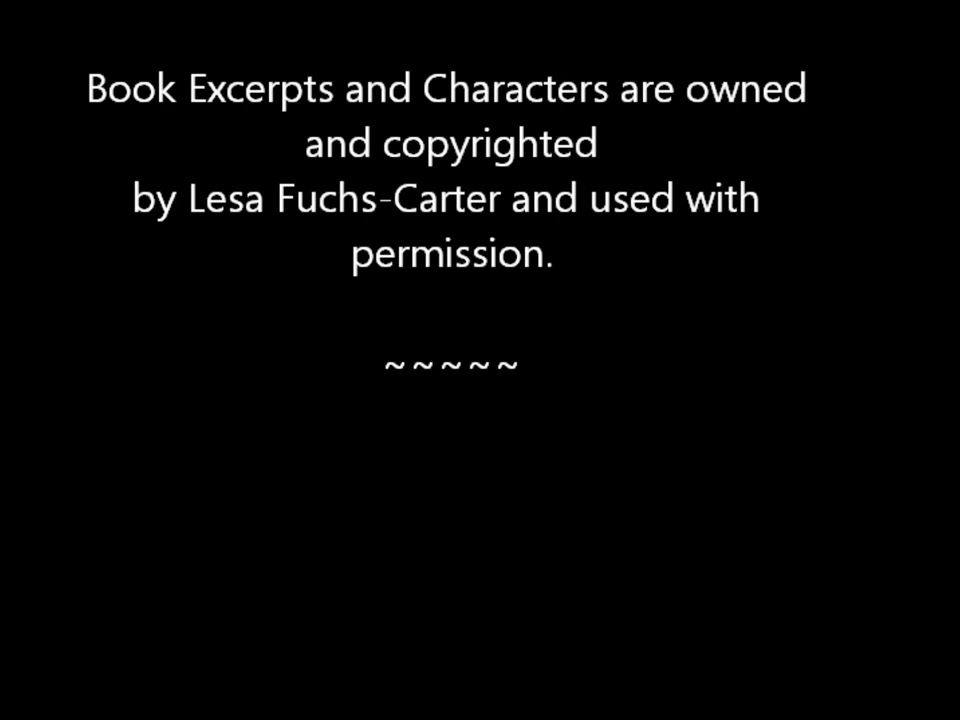 Book Excerpts and Characters are owned
and copyrighted
by Lesa Fuchs-Carter and used with
permission.
~ ~ ~ ~ ~